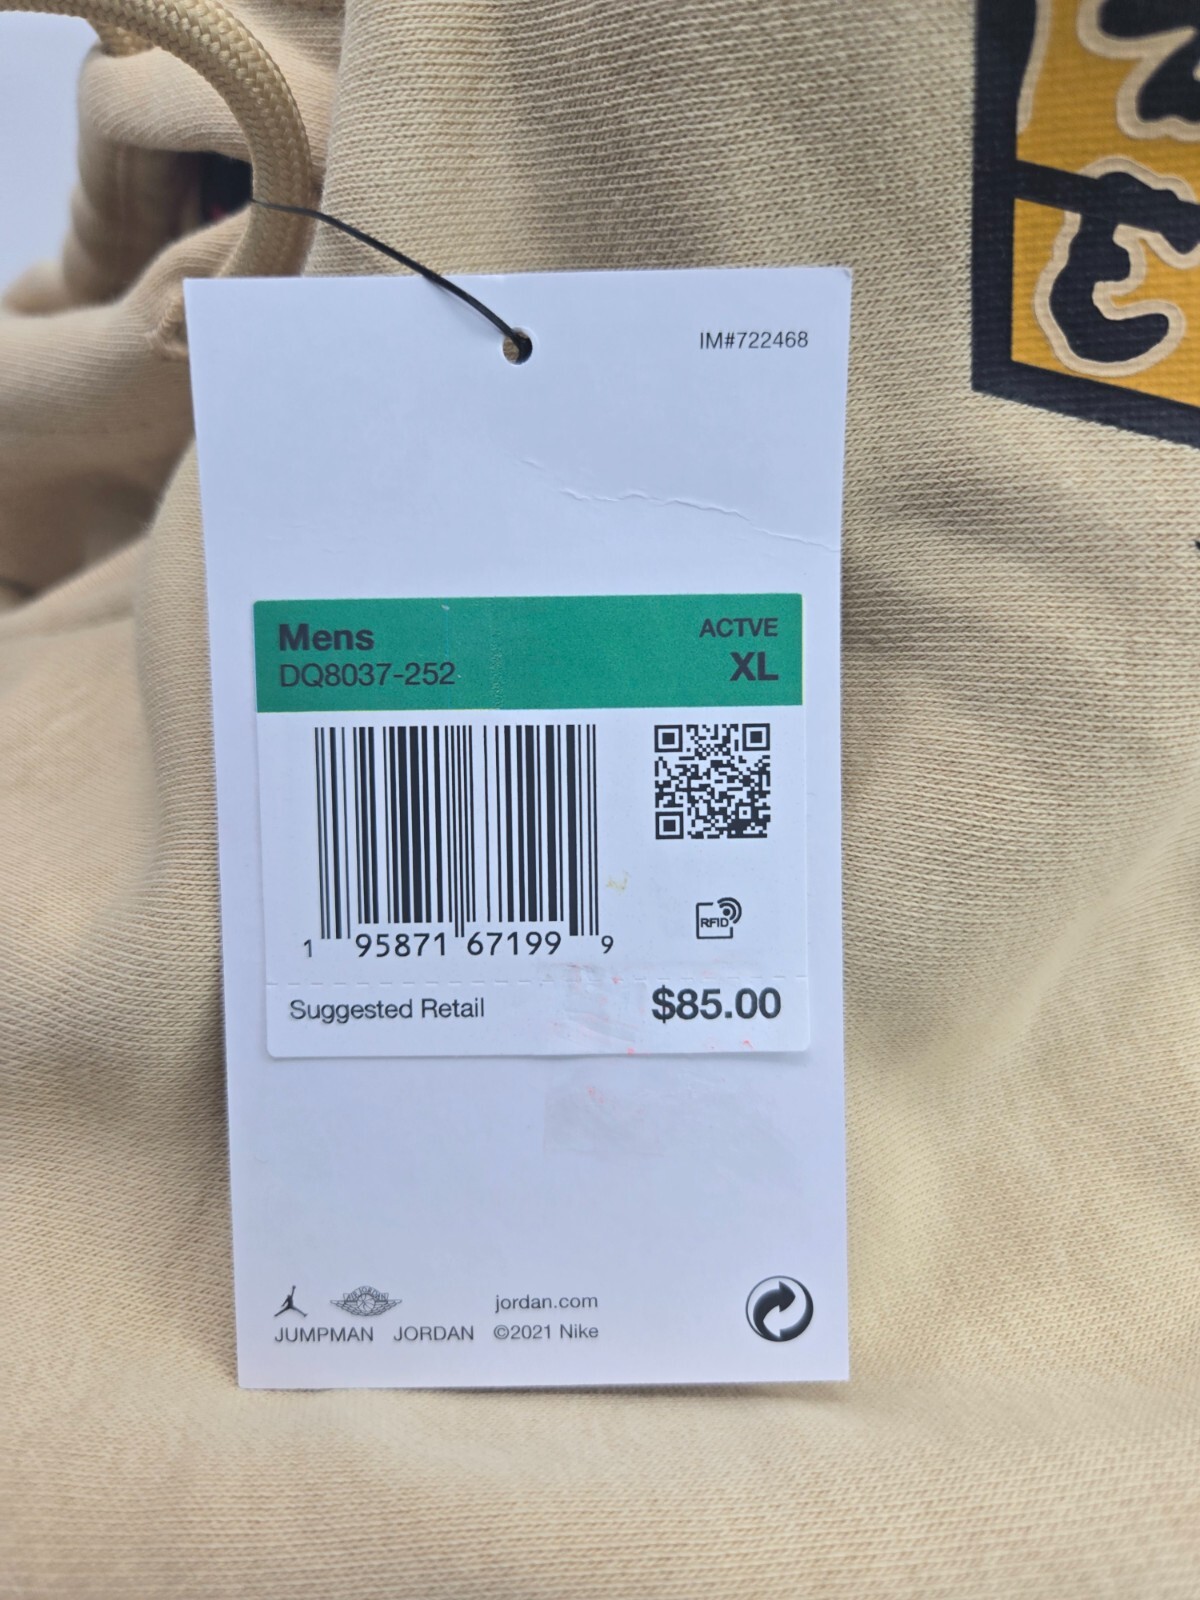 IM#722468
Mens
ACTVE
DQ8037-252
XL
1 95871 67199 9
RFID
Suggested Retail
$85.00
jordan.com
JUMPMAN JORDAN ©2021 Nike